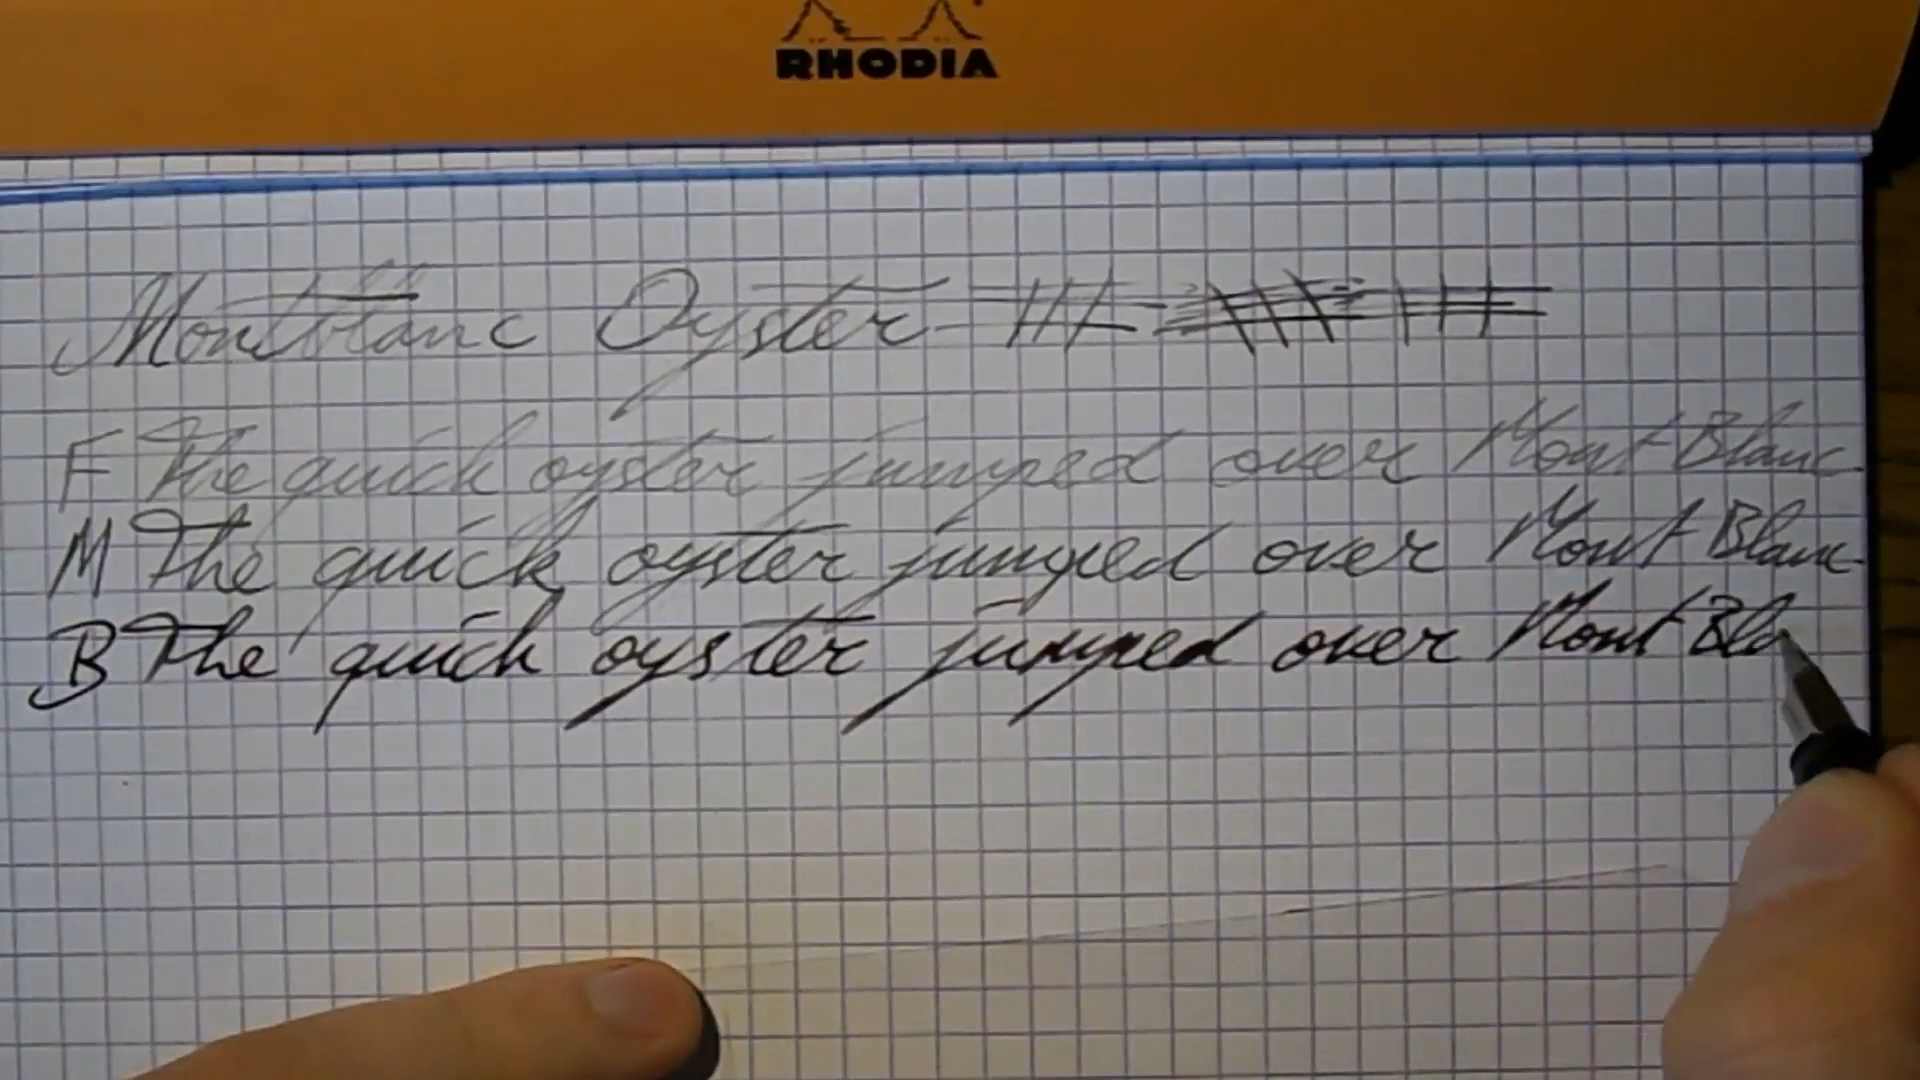 RHODIA
Montblanc Oyster
F The quick oyster jumped over Mont Blanc
M The quick oyster jumped over Mont Blanc
B The quick oyster jumped over Mont Bla